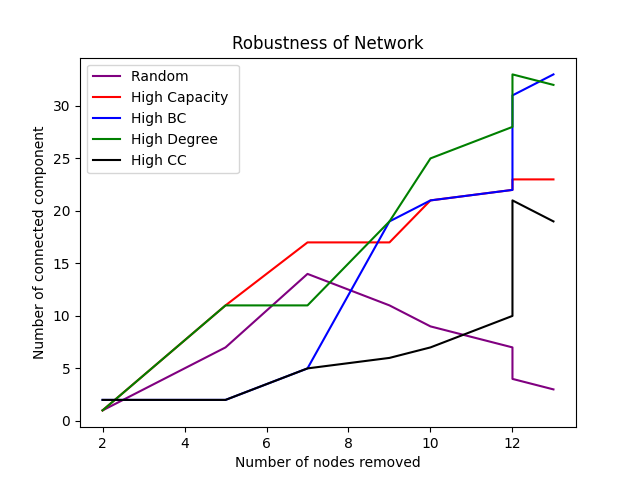 Robustness of Network
Random
High Capacity
High BC
High Degree
High CC
Number of connected component
30
25
20
15
10
5
0
2 4 6 8 10 12
Number of nodes removed